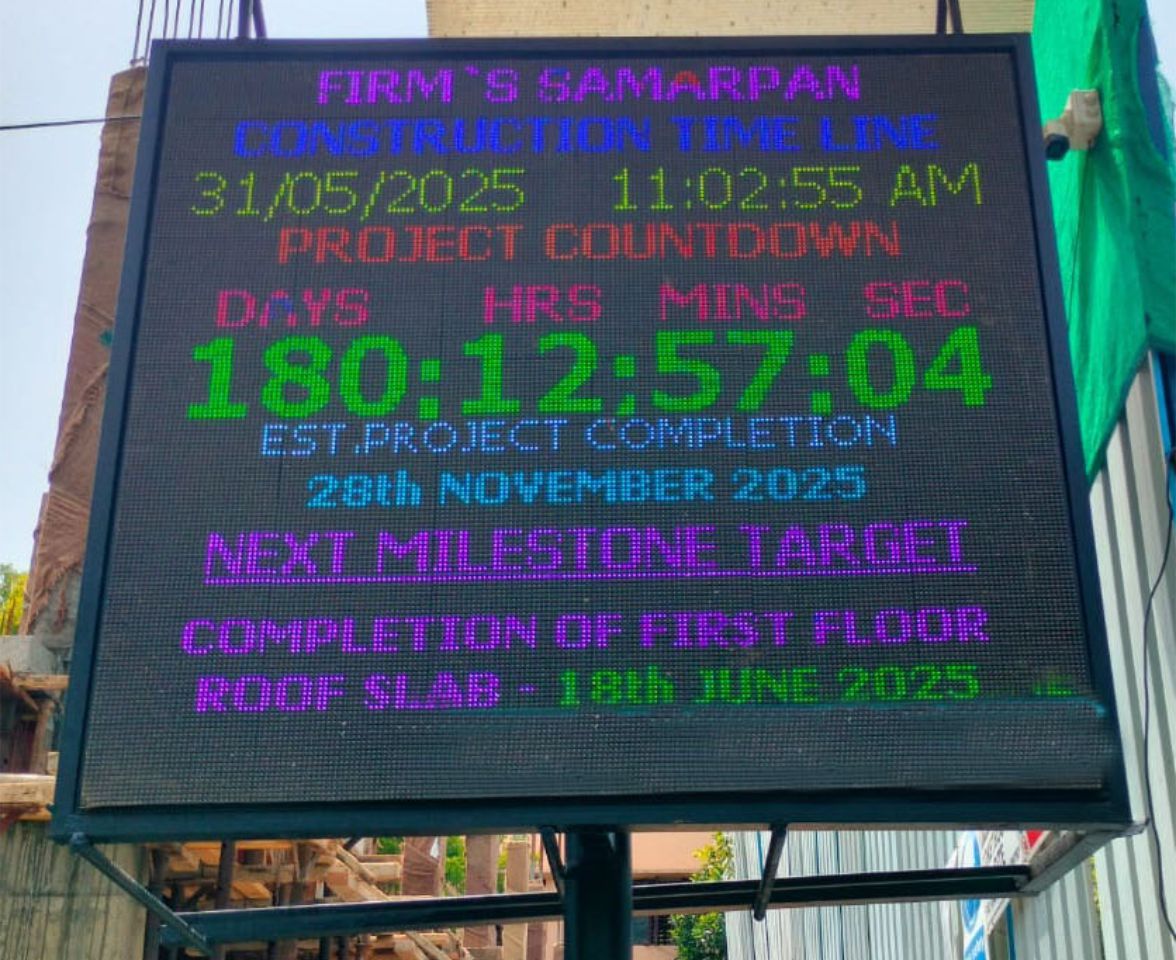 FIRM`S SAMARPAN
CONSTRUCTION TIME LINE
31/05/2025 11:02:55 AM
PROJECT COUNTDOWN
DAYS HRS MINS SEC
180:12:57:04
EST.PROJECT COMPLETION
28th NOVEMBER 2025
NEXT MILESTONE TARGET
COMPLETION OF FIRST FLOOR
ROOF SLAB - 18th JUNE 2025